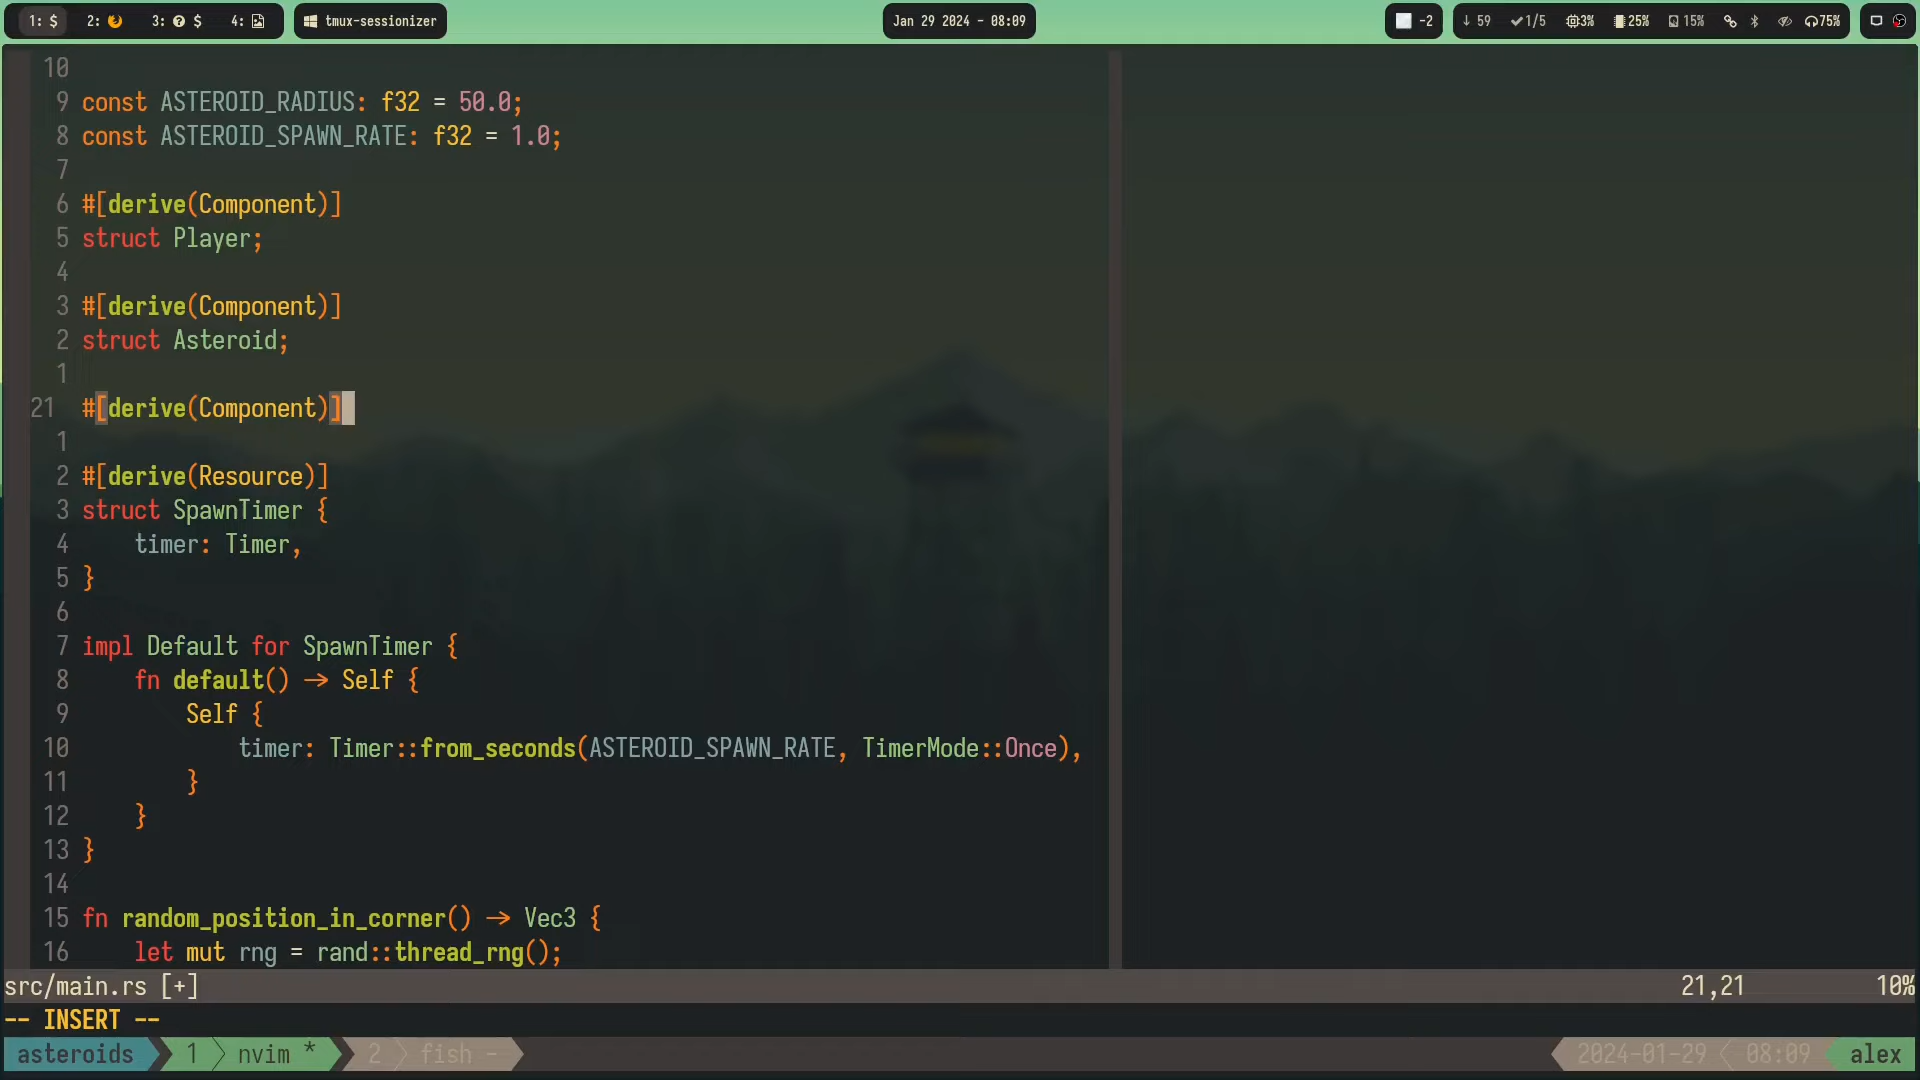 1: $ 2: 3: $ 4: tmux-sessionizer Jan 29 2024 - 08:09 -2 ↓ 59 ✓1/5 3% 25% 15% 75%
10
9 const ASTEROID_RADIUS: f32 = 50.0;
8 const ASTEROID_SPAWN_RATE: f32 = 1.0;
7
6 #[derive(Component)]
5 struct Player;
4
3 #[derive(Component)]
2 struct Asteroid;
1
21 #[derive(Component)]
1
2 #[derive(Resource)]
3 struct SpawnTimer {
4     timer: Timer,
5 }
6
7 impl Default for SpawnTimer {
8     fn default() -> Self {
9         Self {
10             timer: Timer::from_seconds(ASTEROID_SPAWN_RATE, TimerMode::Once),
11         }
12     }
13 }
14
15 fn random_position_in_corner() -> Vec3 {
16     let mut rng = rand::thread_rng();
src/main.rs [+] 21,21 10%
-- INSERT --
asteroids 1 nvim * 2 fish - 2024-01-29 08:09 alex